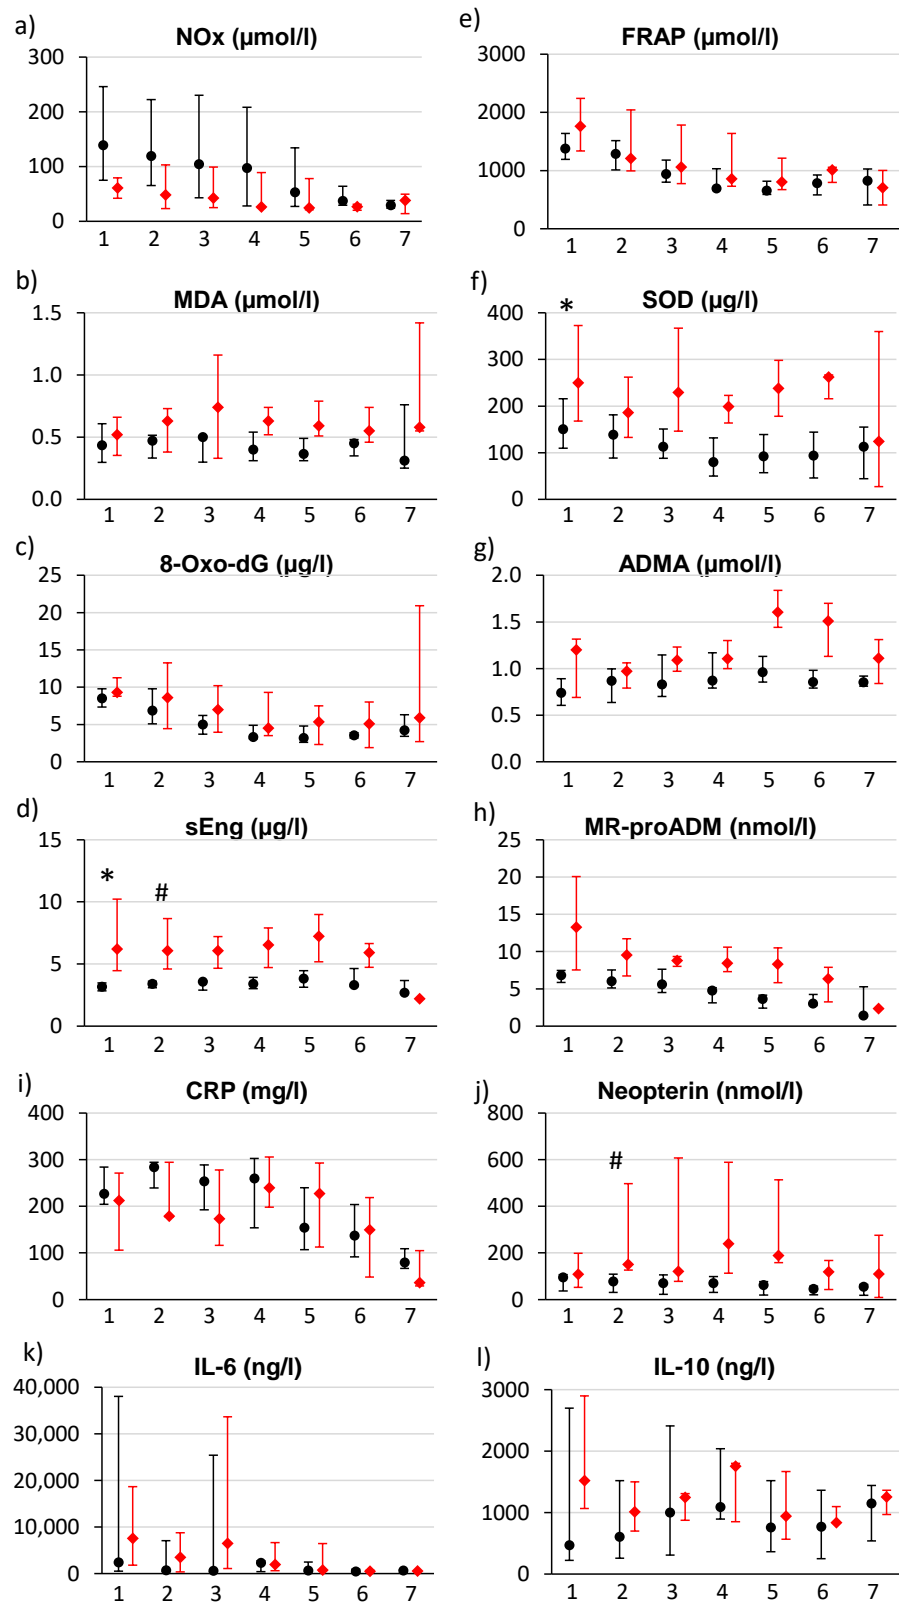 a)
NOx (µmol/l)
300
200
100
0
1 2 3 4 5 6 7
e)
FRAP (µmol/l)
3000
2000
1000
0
1 2 3 4 5 6 7
b)
MDA (µmol/l)
1.5
1.0
0.5
0.0
1 2 3 4 5 6 7
f)
SOD (µg/l)
*
400
300
200
100
0
1 2 3 4 5 6 7
c)
8-Oxo-dG (µg/l)
25
20
15
10
5
0
1 2 3 4 5 6 7
g)
ADMA (µmol/l)
2.0
1.5
1.0
0.5
0.0
1 2 3 4 5 6 7
d)
sEng (µg/l)
15
* #
10
5
0
1 2 3 4 5 6 7
h)
MR-proADM (nmol/l)
25
20
15
10
5
0
1 2 3 4 5 6 7
i)
CRP (mg/l)
400
300
200
100
0
1 2 3 4 5 6 7
j)
Neopterin (nmol/l)
800
#
600
400
200
0
1 2 3 4 5 6 7
k)
IL-6 (ng/l)
40,000
30,000
20,000
10,000
0
1 2 3 4 5 6 7
l)
IL-10 (ng/l)
3000
2000
1000
0
1 2 3 4 5 6 7